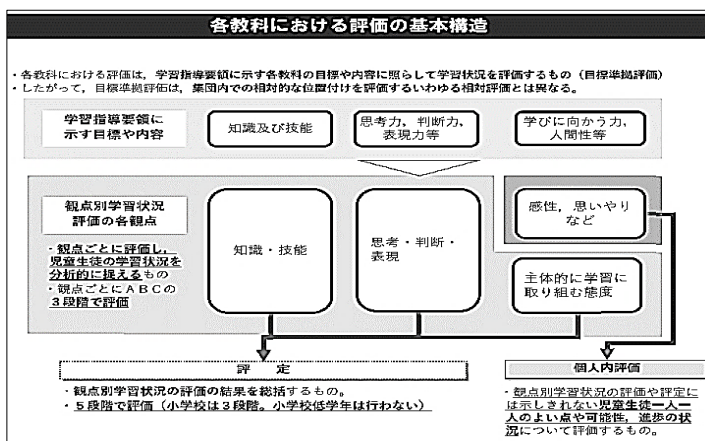 各教科における評価の基本構造
・各教科における評価は，学習指導要領に示す各教科の目標や内容に照らして学習状況を評価するもの（目標準拠評価）
・したがって，目標準拠評価は，集団内での相対的な位置付けを評価するいわゆる相対評価とは異なる。
学習指導要領に
示す目標や内容
知識及び技能
思考力，判断力，
表現力等
学びに向かう力，
人間性等
観点別学習状況
評価の各観点
・観点ごとに評価し，
児童生徒の学習状況を
分析的に捉えるもの
・観点ごとにＡＢＣの
３段階で評価
知識・技能
思考・判断・
表現
感性，思いやり
など
主体的に学習に
取り組む態度
評　定
・観点別学習状況の評価の結果を総括するもの。
・５段階で評価（小学校は３段階。小学校低学年は行わない）
個人内評価
・観点別学習状況の評価や評定に
は示しきれない児童生徒一人一
人のよい点や可能性，進歩の状
況について評価するもの。